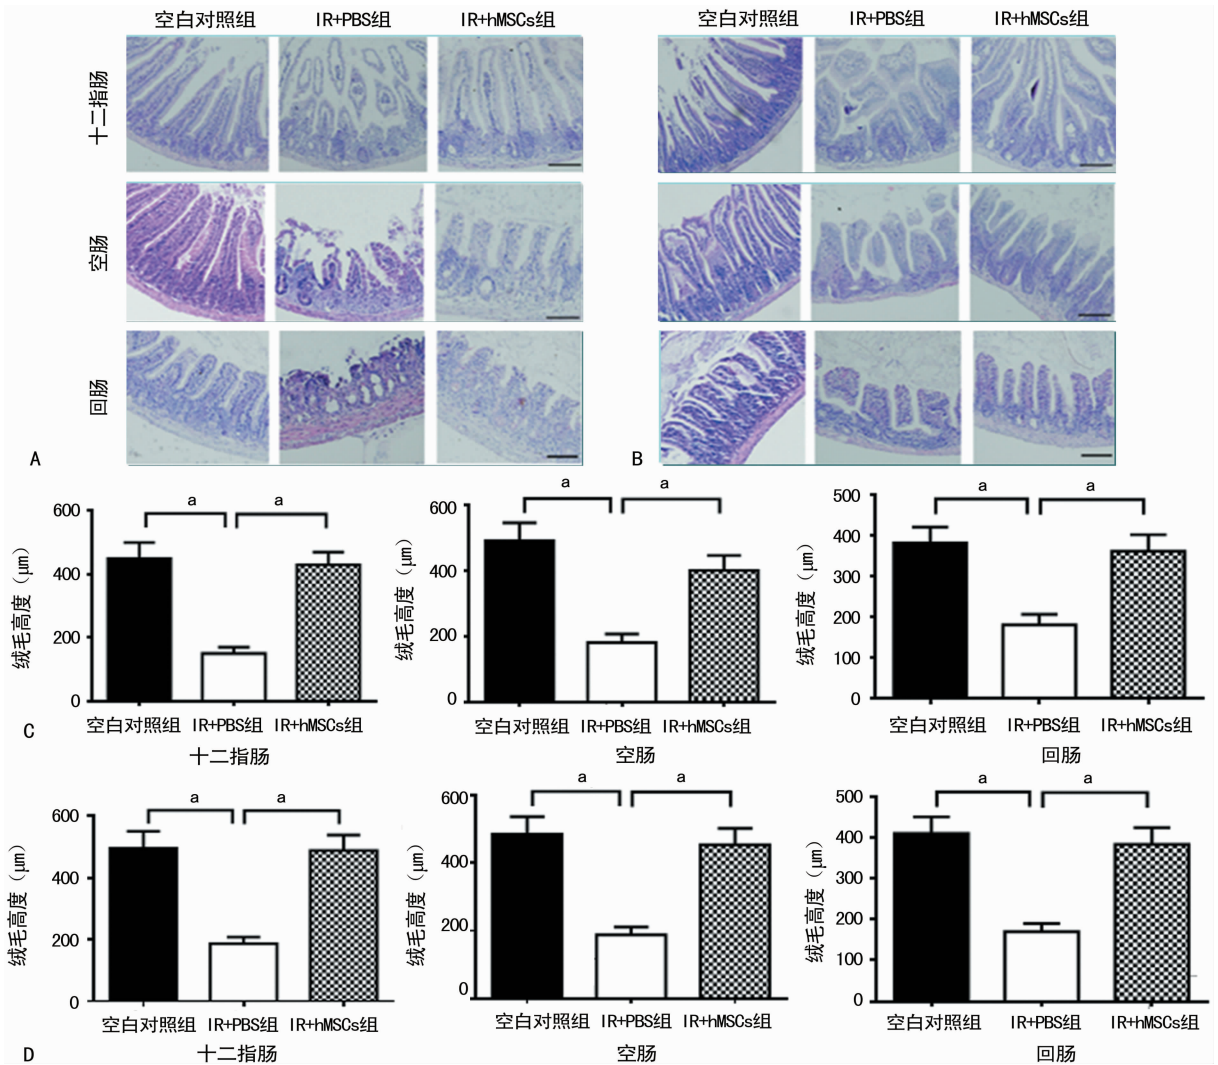 空白对照组 IR+PBS组 IR+hMSCs组 空白对照组 IR+PBS组 IR+hMSCs组
十二指肠
空肠
回肠
A B
a a a a a a
600 400 200 0 绒毛高度（μm）
600 400 200 0 绒毛高度（μm）
500 400 300 200 100 0 绒毛高度（μm）
空白对照组 IR+PBS组 IR+hMSCs组 空白对照组 IR+PBS组 IR+hMSCs组 空白对照组 IR+PBS组 IR+hMSCs组
C 十二指肠 空肠 回肠
a a a a a a
600 400 200 0 绒毛高度（μm）
600 400 200 0 绒毛高度（μm）
500 400 300 200 100 0 绒毛高度（μm）
空白对照组 IR+PBS组 IR+hMSCs组 空白对照组 IR+PBS组 IR+hMSCs组 空白对照组 IR+PBS组 IR+hMSCs组
D 十二指肠 空肠 回肠